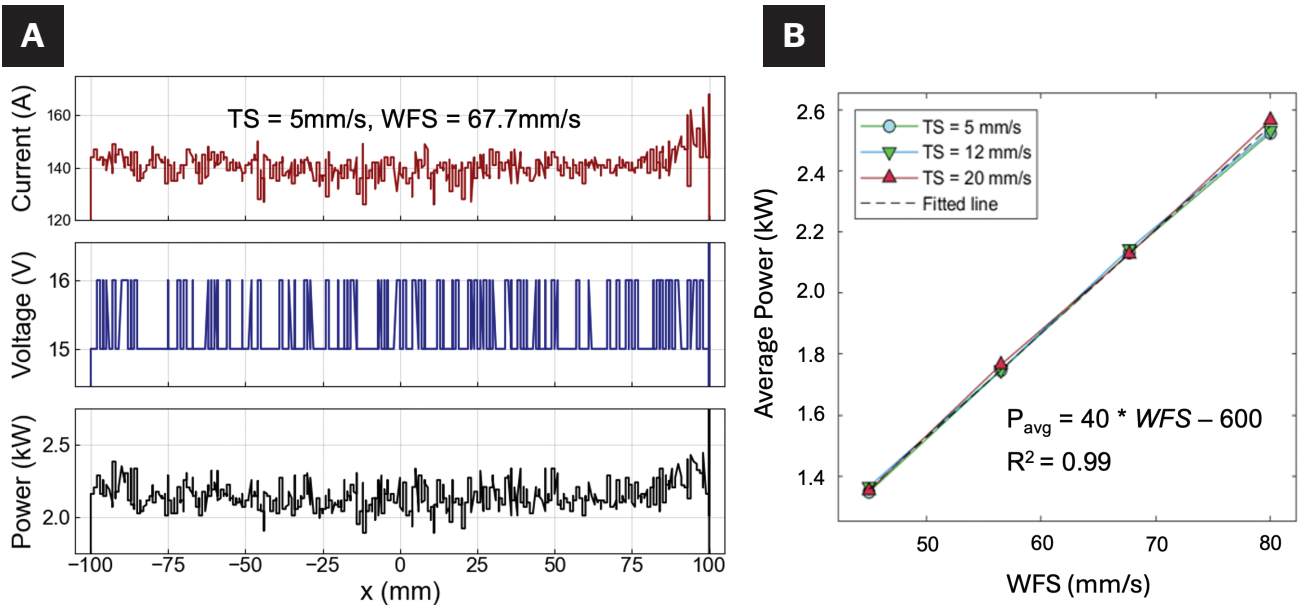 A
TS = 5mm/s, WFS = 67.7mm/s
Current (A)
160
140
120
Voltage (V)
16
15
Power (kW)
2.5
2.0
−100
−75
−50
−25
0
25
50
75
100
x (mm)
B
TS = 5 mm/s
TS = 12 mm/s
TS = 20 mm/s
Fitted line
Average Power (kW)
2.6
2.4
2.2
2.0
1.8
1.6
1.4
P_avg = 40 * WFS – 600
R² = 0.99
50
60
70
80
WFS (mm/s)